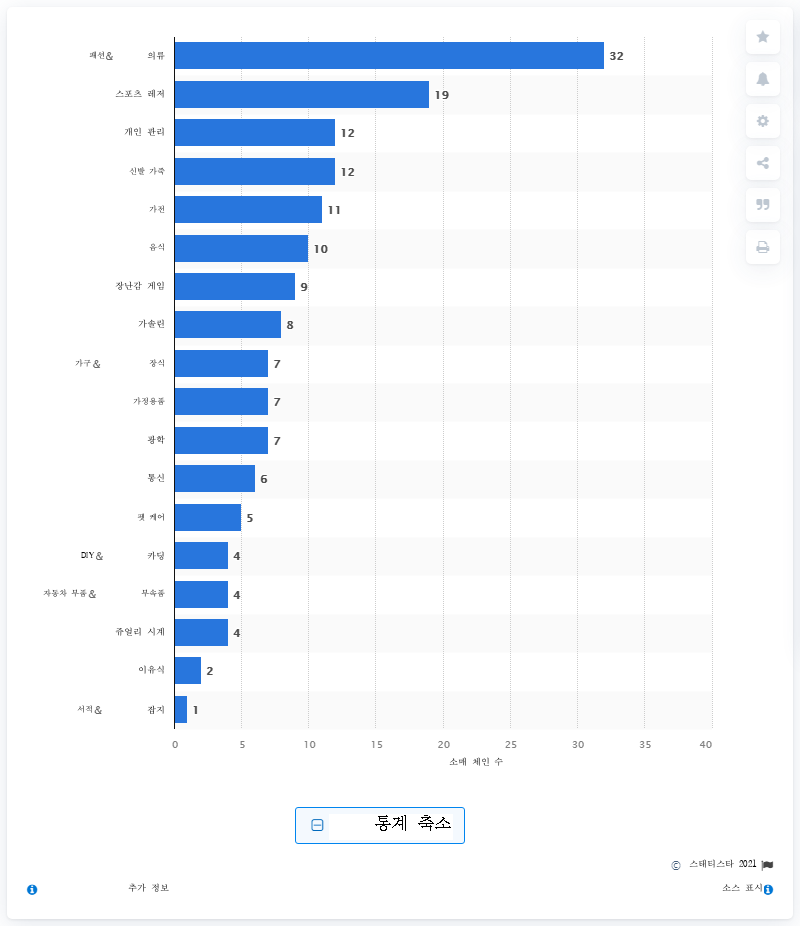 패션& 의류 32
스포츠 레저 19
개인 관리 12
신발 가죽 12
가전 11
음식 10
장난감 게임 9
가솔린 8
가구& 장식 7
가정용품 7
광학 7
통신 6
펫 케어 5
DIY& 카딩 4
자동차 부품& 부속품 4
쥬얼리 시계 4
이유식 2
서적& 잡지 1
0 5 10 15 20 25 30 35 40
소매 체인 수
통계 축소
© 스태티스타 2021
추가 정보 소스 표시